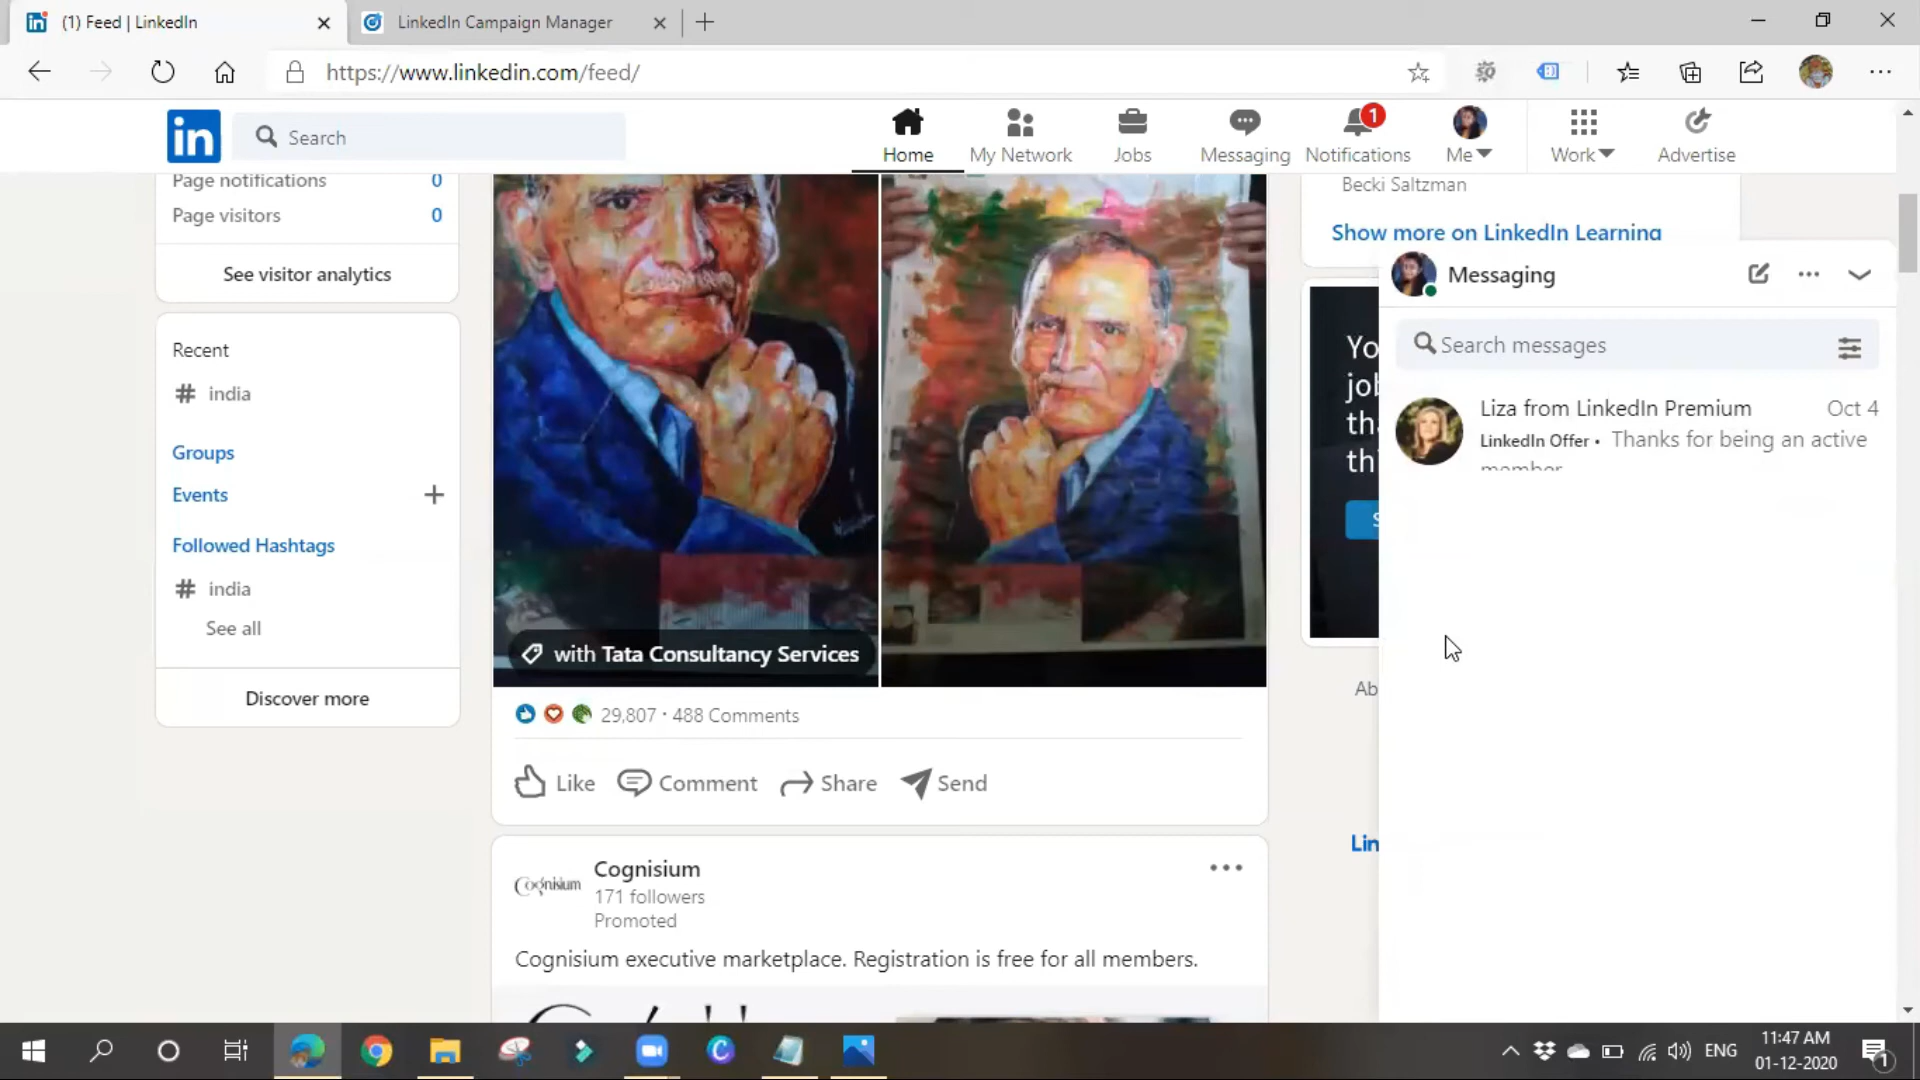 (1) Feed | LinkedIn
LinkedIn Campaign Manager
https://www.linkedin.com/feed/
in
Search
Home
My Network
Jobs
Messaging
1
Notifications
Me
Work
Advertise
Page notifications 0
Page visitors 0
See visitor analytics
Recent
# india
Groups
Events
Followed Hashtags
# india
See all
Discover more
with Tata Consultancy Services
29,807 · 488 Comments
Like
Comment
Share
Send
Cognisium
Cognisium
171 followers
Promoted
Cognisium executive marketplace. Registration is free for all members.
Becki Saltzman
Show more on LinkedIn Learning
Messaging
Search messages
Liza from LinkedIn Premium Oct 4
LinkedIn Offer • Thanks for being an active
member
Yo
jo
th
thi
S
Ab
Lin
ENG
11:47 AM
01-12-2020
1